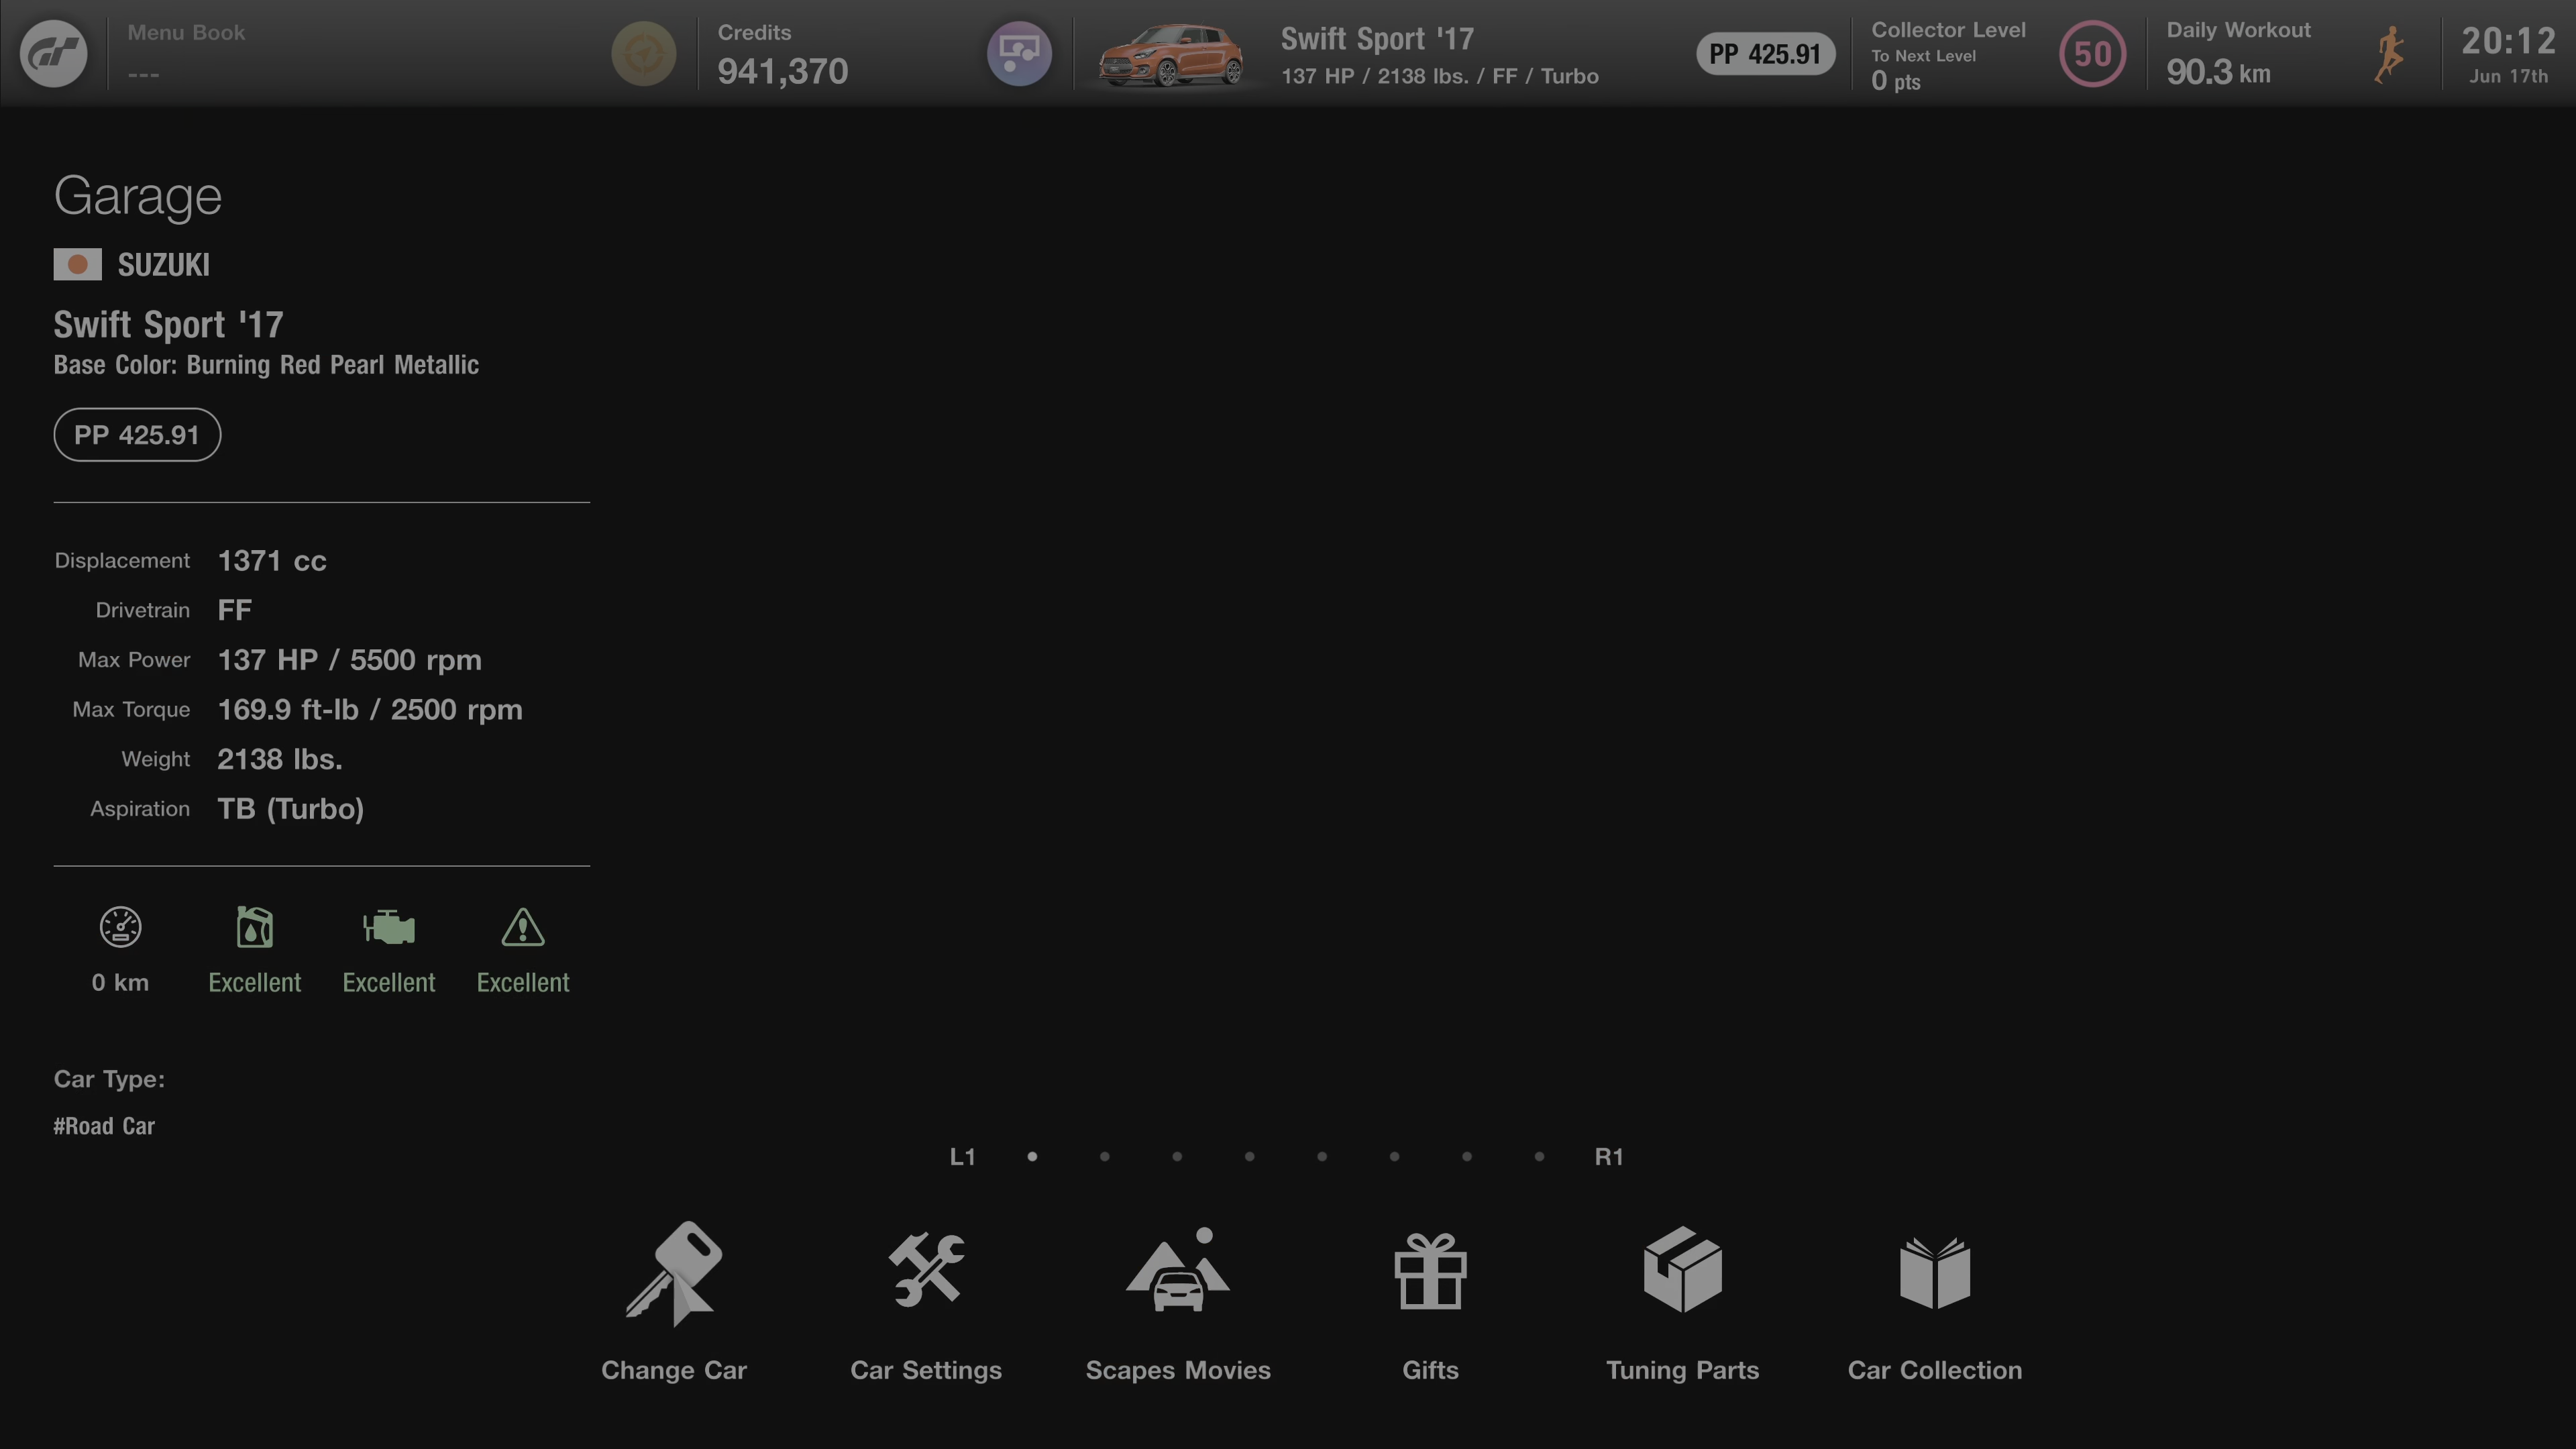 Menu Book
---
Credits
941,370
Swift Sport '17
137 HP / 2138 lbs. / FF / Turbo
PP 425.91
Collector Level
To Next Level
0 pts
50
Daily Workout
90.3 km
20:12
Jun 17th
Garage
SUZUKI
Swift Sport '17
Base Color: Burning Red Pearl Metallic
PP 425.91
Displacement 1371 cc
Drivetrain FF
Max Power 137 HP / 5500 rpm
Max Torque 169.9 ft-lb / 2500 rpm
Weight 2138 lbs.
Aspiration TB (Turbo)
0 km Excellent Excellent Excellent
Car Type:
#Road Car
L1 R1
Change Car Car Settings Scapes Movies Gifts Tuning Parts Car Collection